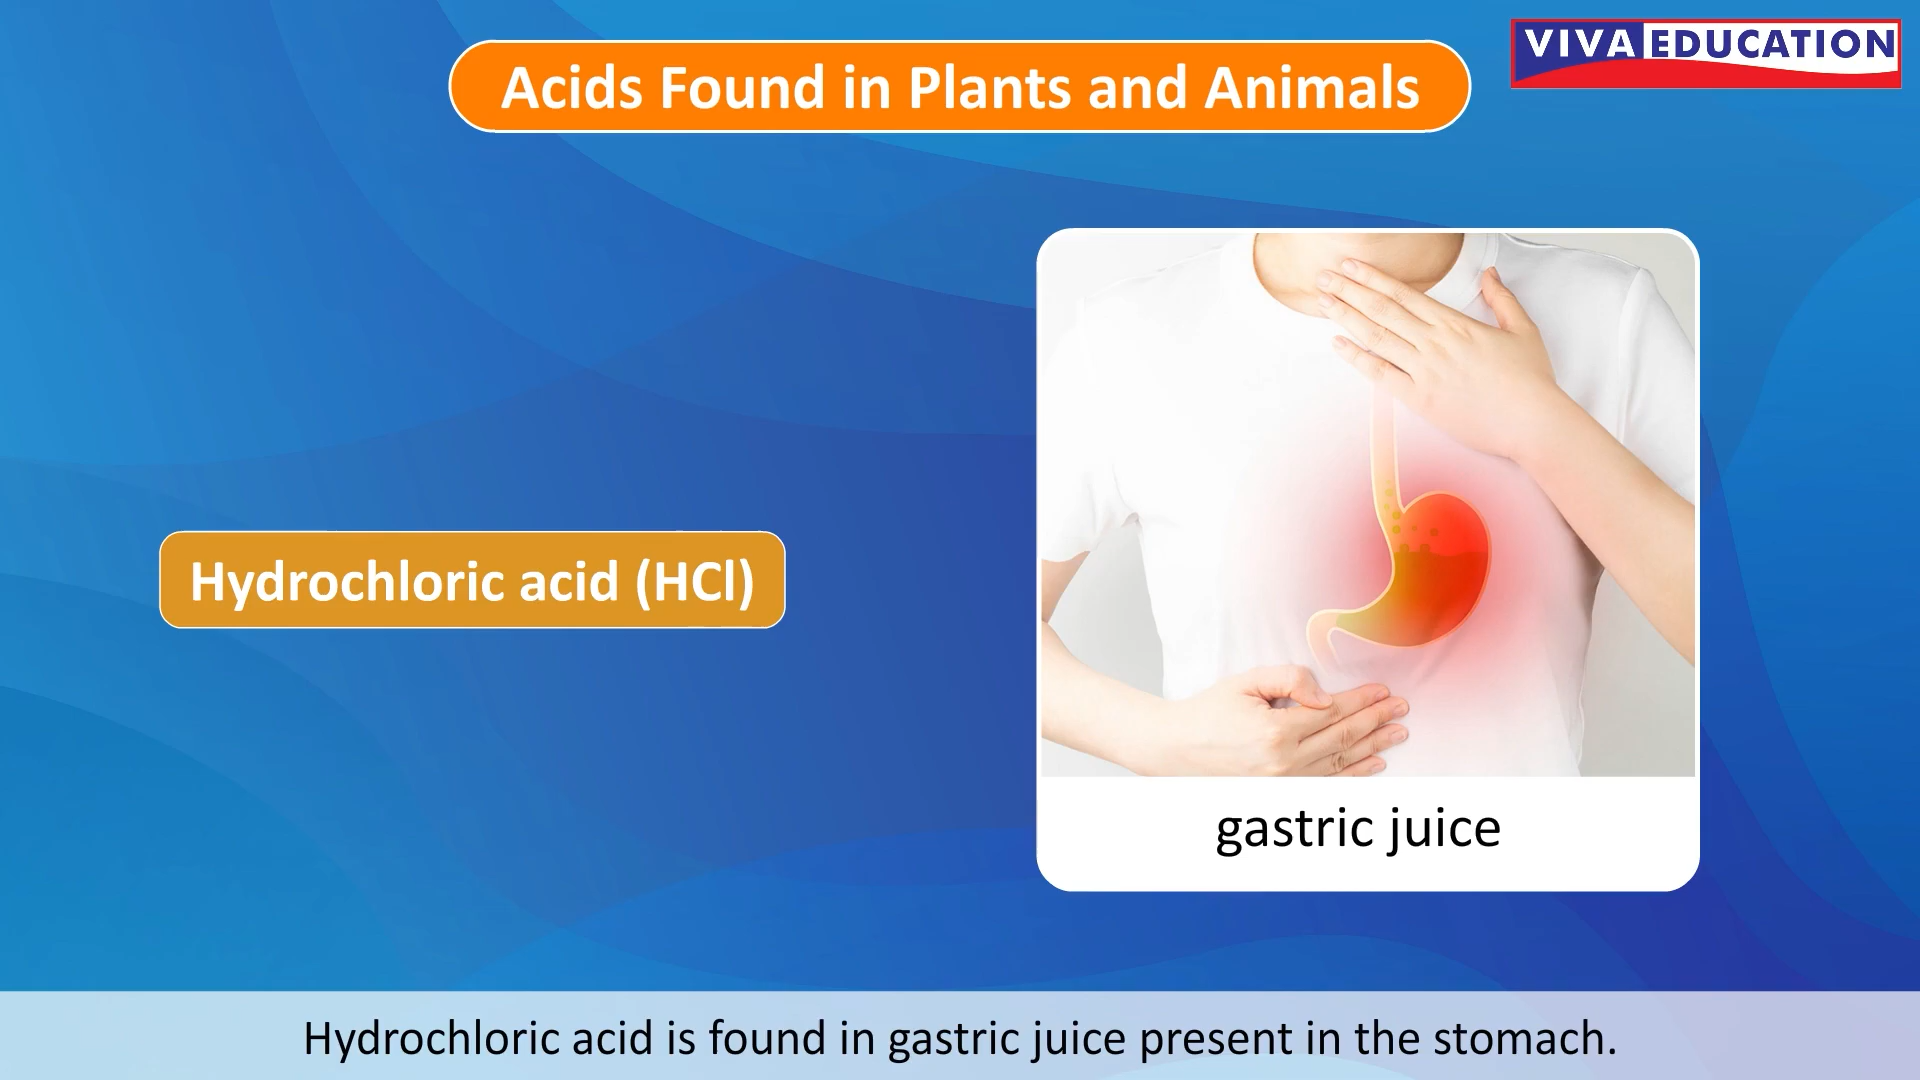 Acids Found in Plants and Animals
VIVA EDUCATION
Hydrochloric acid (HCl)
gastric juice
Hydrochloric acid is found in gastric juice present in the stomach.